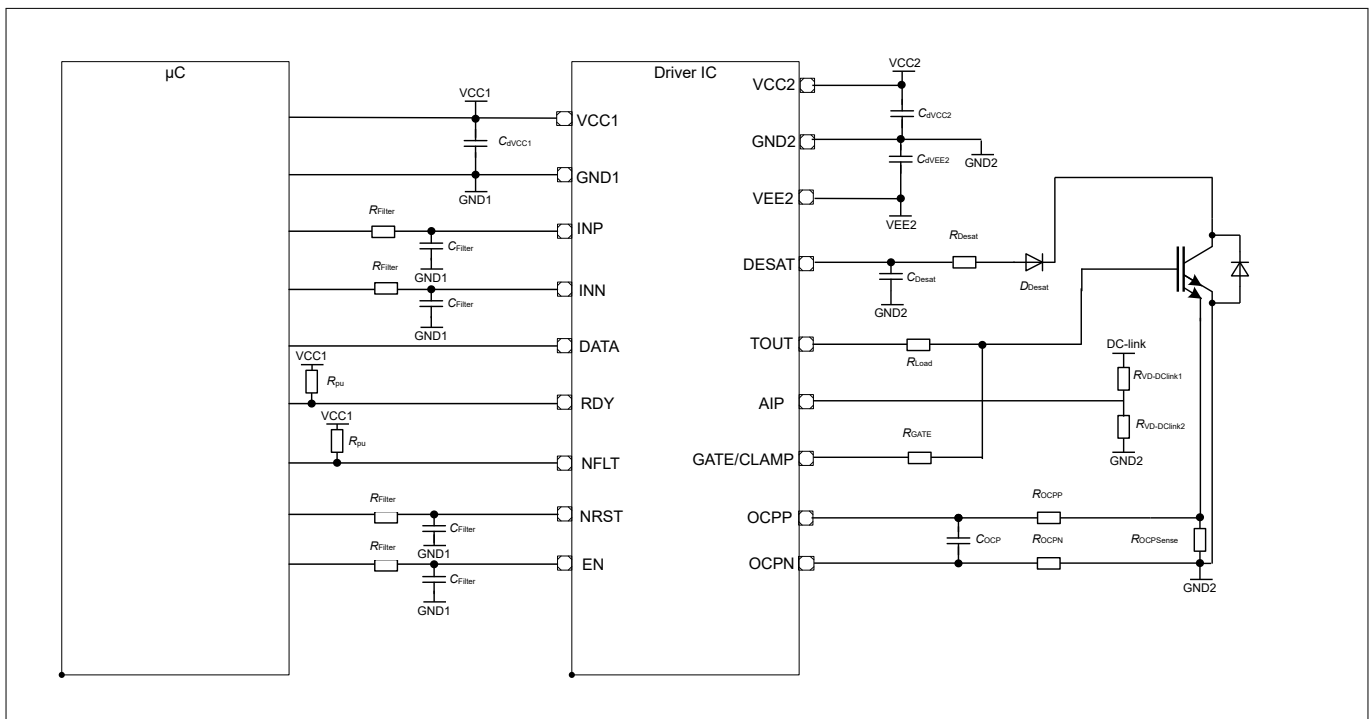 µC
Driver IC
VCC1
CdVCC1
GND1
VCC1
GND1
RFilter
CFilter
GND1
INP
RFilter
CFilter
GND1
INN
DATA
VCC1
Rpu
RDY
VCC1
Rpu
NFLT
RFilter
CFilter
GND1
NRST
RFilter
CFilter
GND1
EN
VCC2
GND2
VEE2
DESAT
TOUT
AIP
GATE/CLAMP
OCPP
OCPN
VCC2
CdVCC2
GND2
CdVEE2
VEE2
RDesat
CDesat
GND2
DDesat
RLoad
DC-link
RVD-DClink1
RVD-DClink2
GND2
RGATE
ROCPP
COCP
ROCPN
ROCPSense
GND2